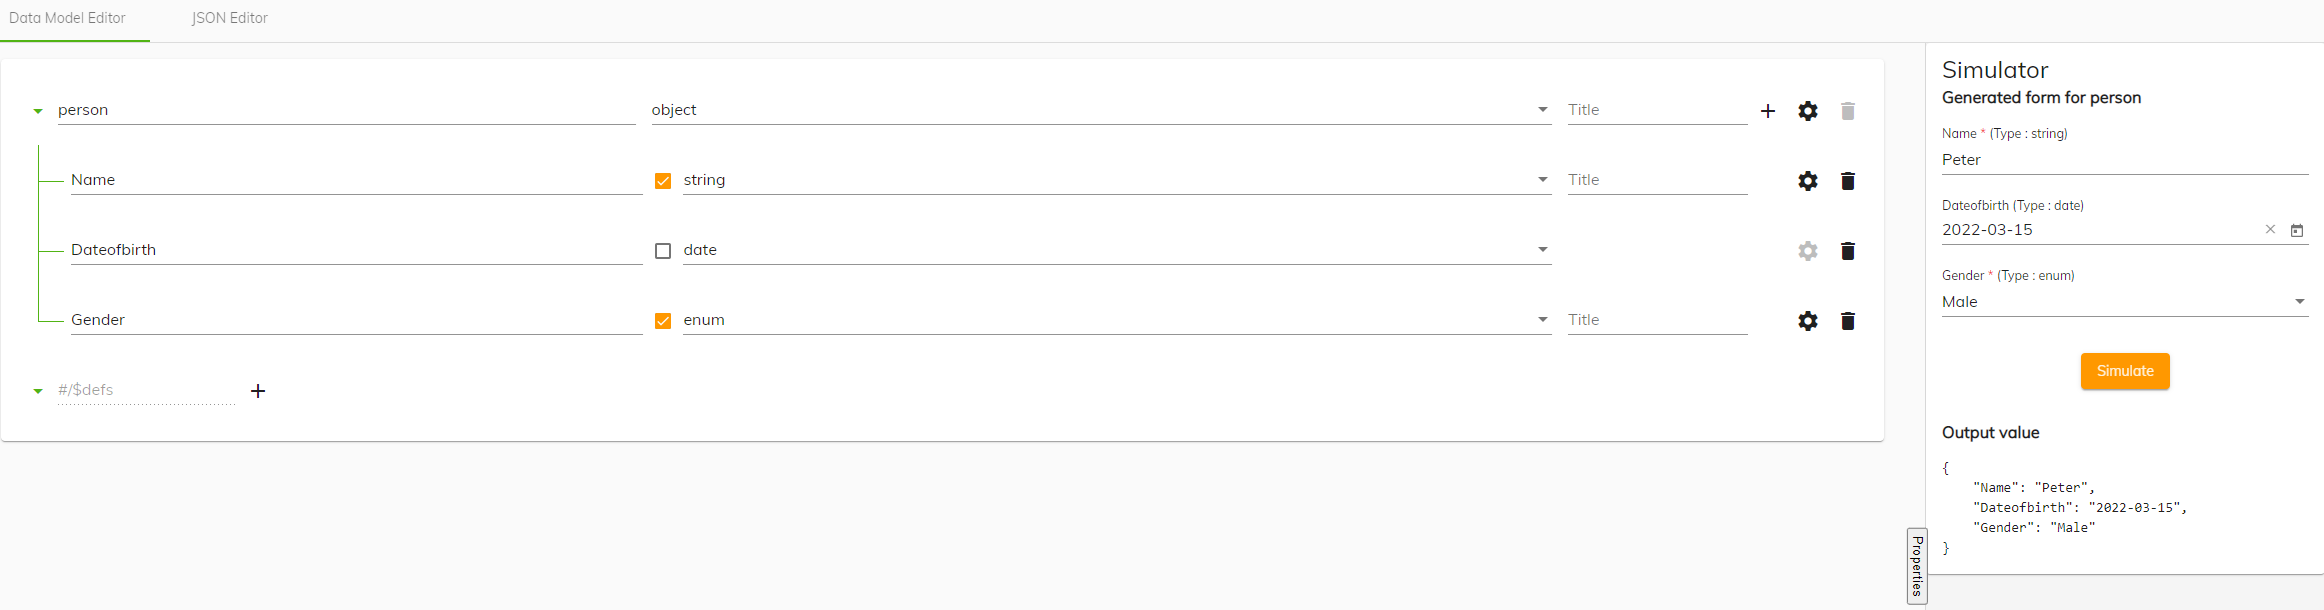 Data Model Editor JSON Editor
person object Title
Name string Title
Dateofbirth date
Gender enum Title
#/$defs
Simulator
Generated form for person
Name * (Type : string)
Peter
Dateofbirth (Type : date)
2022-03-15
Gender * (Type : enum)
Male
Simulate
Output value
{
"Name": "Peter",
"Dateofbirth": "2022-03-15",
"Gender": "Male"
}
Properties